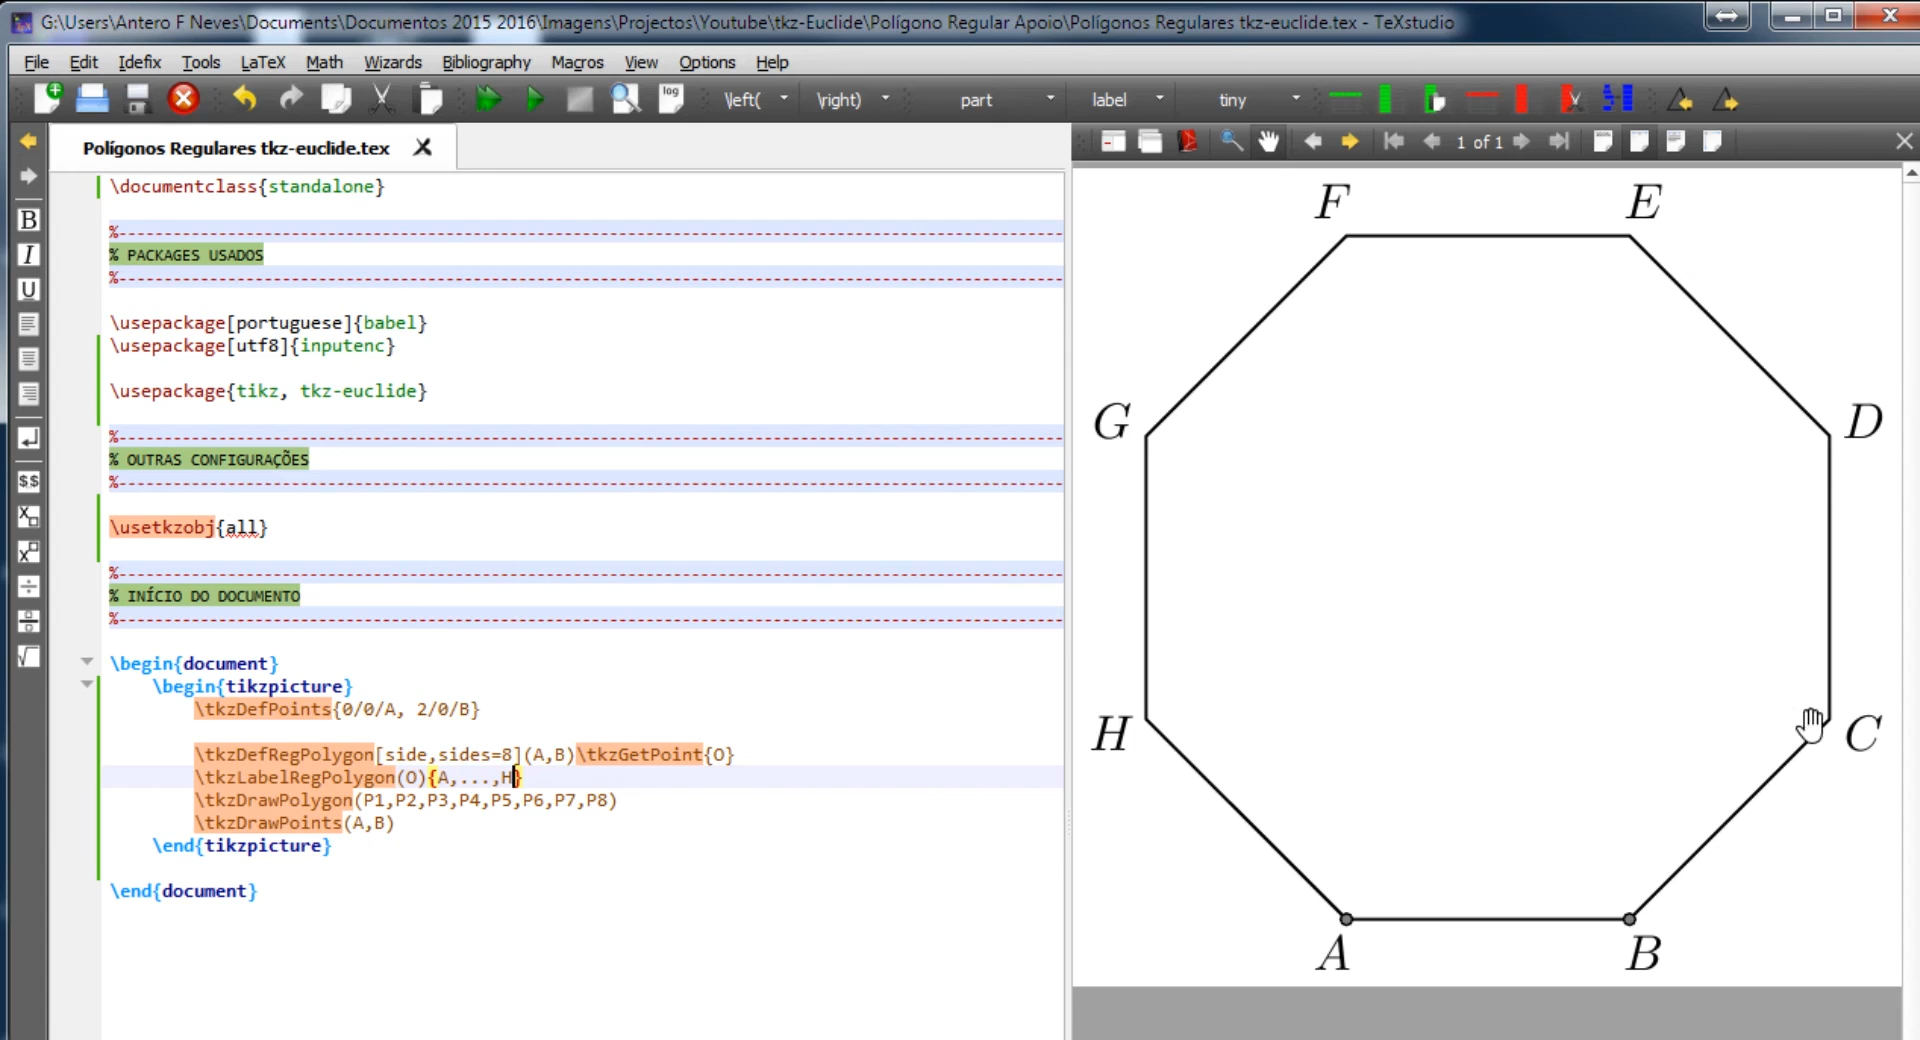 G:\Users\Antero F Neves\Documents\Documentos 2015 2016\Imagens\Projectos\Youtube\tkz-Euclide\Polígono Regular Apoio\Polígonos Regulares tkz-euclide.tex - TeXstudio
File Edit Idefix Tools LaTeX Math Wizards Bibliography Macros View Options Help
log \left( \right) part label tiny
Polígonos Regulares tkz-euclide.tex
1 of 1
B
I
U
$$
\documentclass{standalone}
%--------------------------------------------------
% PACKAGES USADOS
%--------------------------------------------------
\usepackage[portuguese]{babel}
\usepackage[utf8]{inputenc}
\usepackage{tikz, tkz-euclide}
%--------------------------------------------------
% OUTRAS CONFIGURAÇÕES
%--------------------------------------------------
\usetkzobj{all}
%--------------------------------------------------
% INÍCIO DO DOCUMENTO
%--------------------------------------------------
\begin{document}
\begin{tikzpicture}
\tkzDefPoints{0/0/A, 2/0/B}
\tkzDefRegPolygon[side,sides=8](A,B)\tkzGetPoint{O}
\tkzLabelRegPolygon(O){A,...,H}
\tkzDrawPolygon(P1,P2,P3,P4,P5,P6,P7,P8)
\tkzDrawPoints(A,B)
\end{tikzpicture}
\end{document}
F E
G D
H C
A B